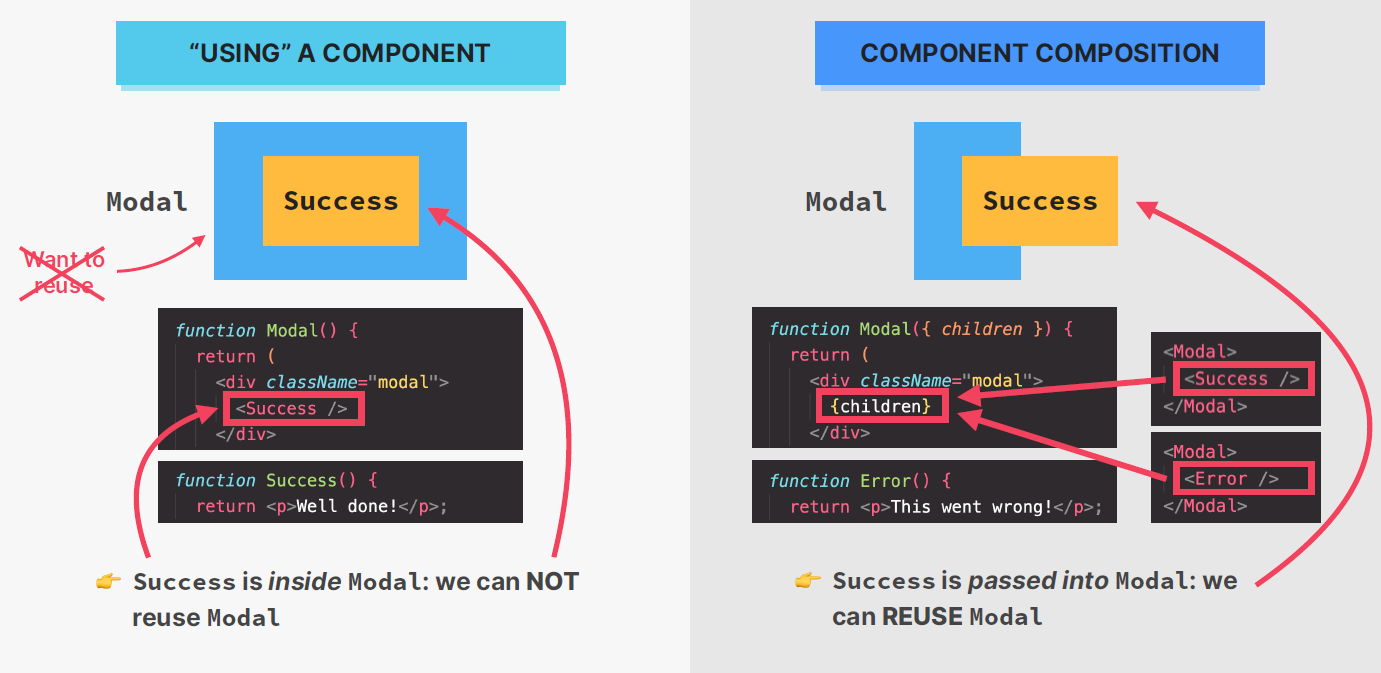 “USING” A COMPONENT
Modal
Success
Want to
reuse
function Modal() {
return (
<div className="modal">
<Success />
</div>
function Success() {
return <p>Well done!</p>;
👉 Success is inside Modal: we can NOT
reuse Modal
COMPONENT COMPOSITION
Modal
Success
function Modal({ children }) {
return (
<div className="modal">
{children}
</div>
function Error() {
return <p>This went wrong!</p>;
<Modal>
<Success />
</Modal>
<Modal>
<Error />
</Modal>
👉 Success is passed into Modal: we
can REUSE Modal